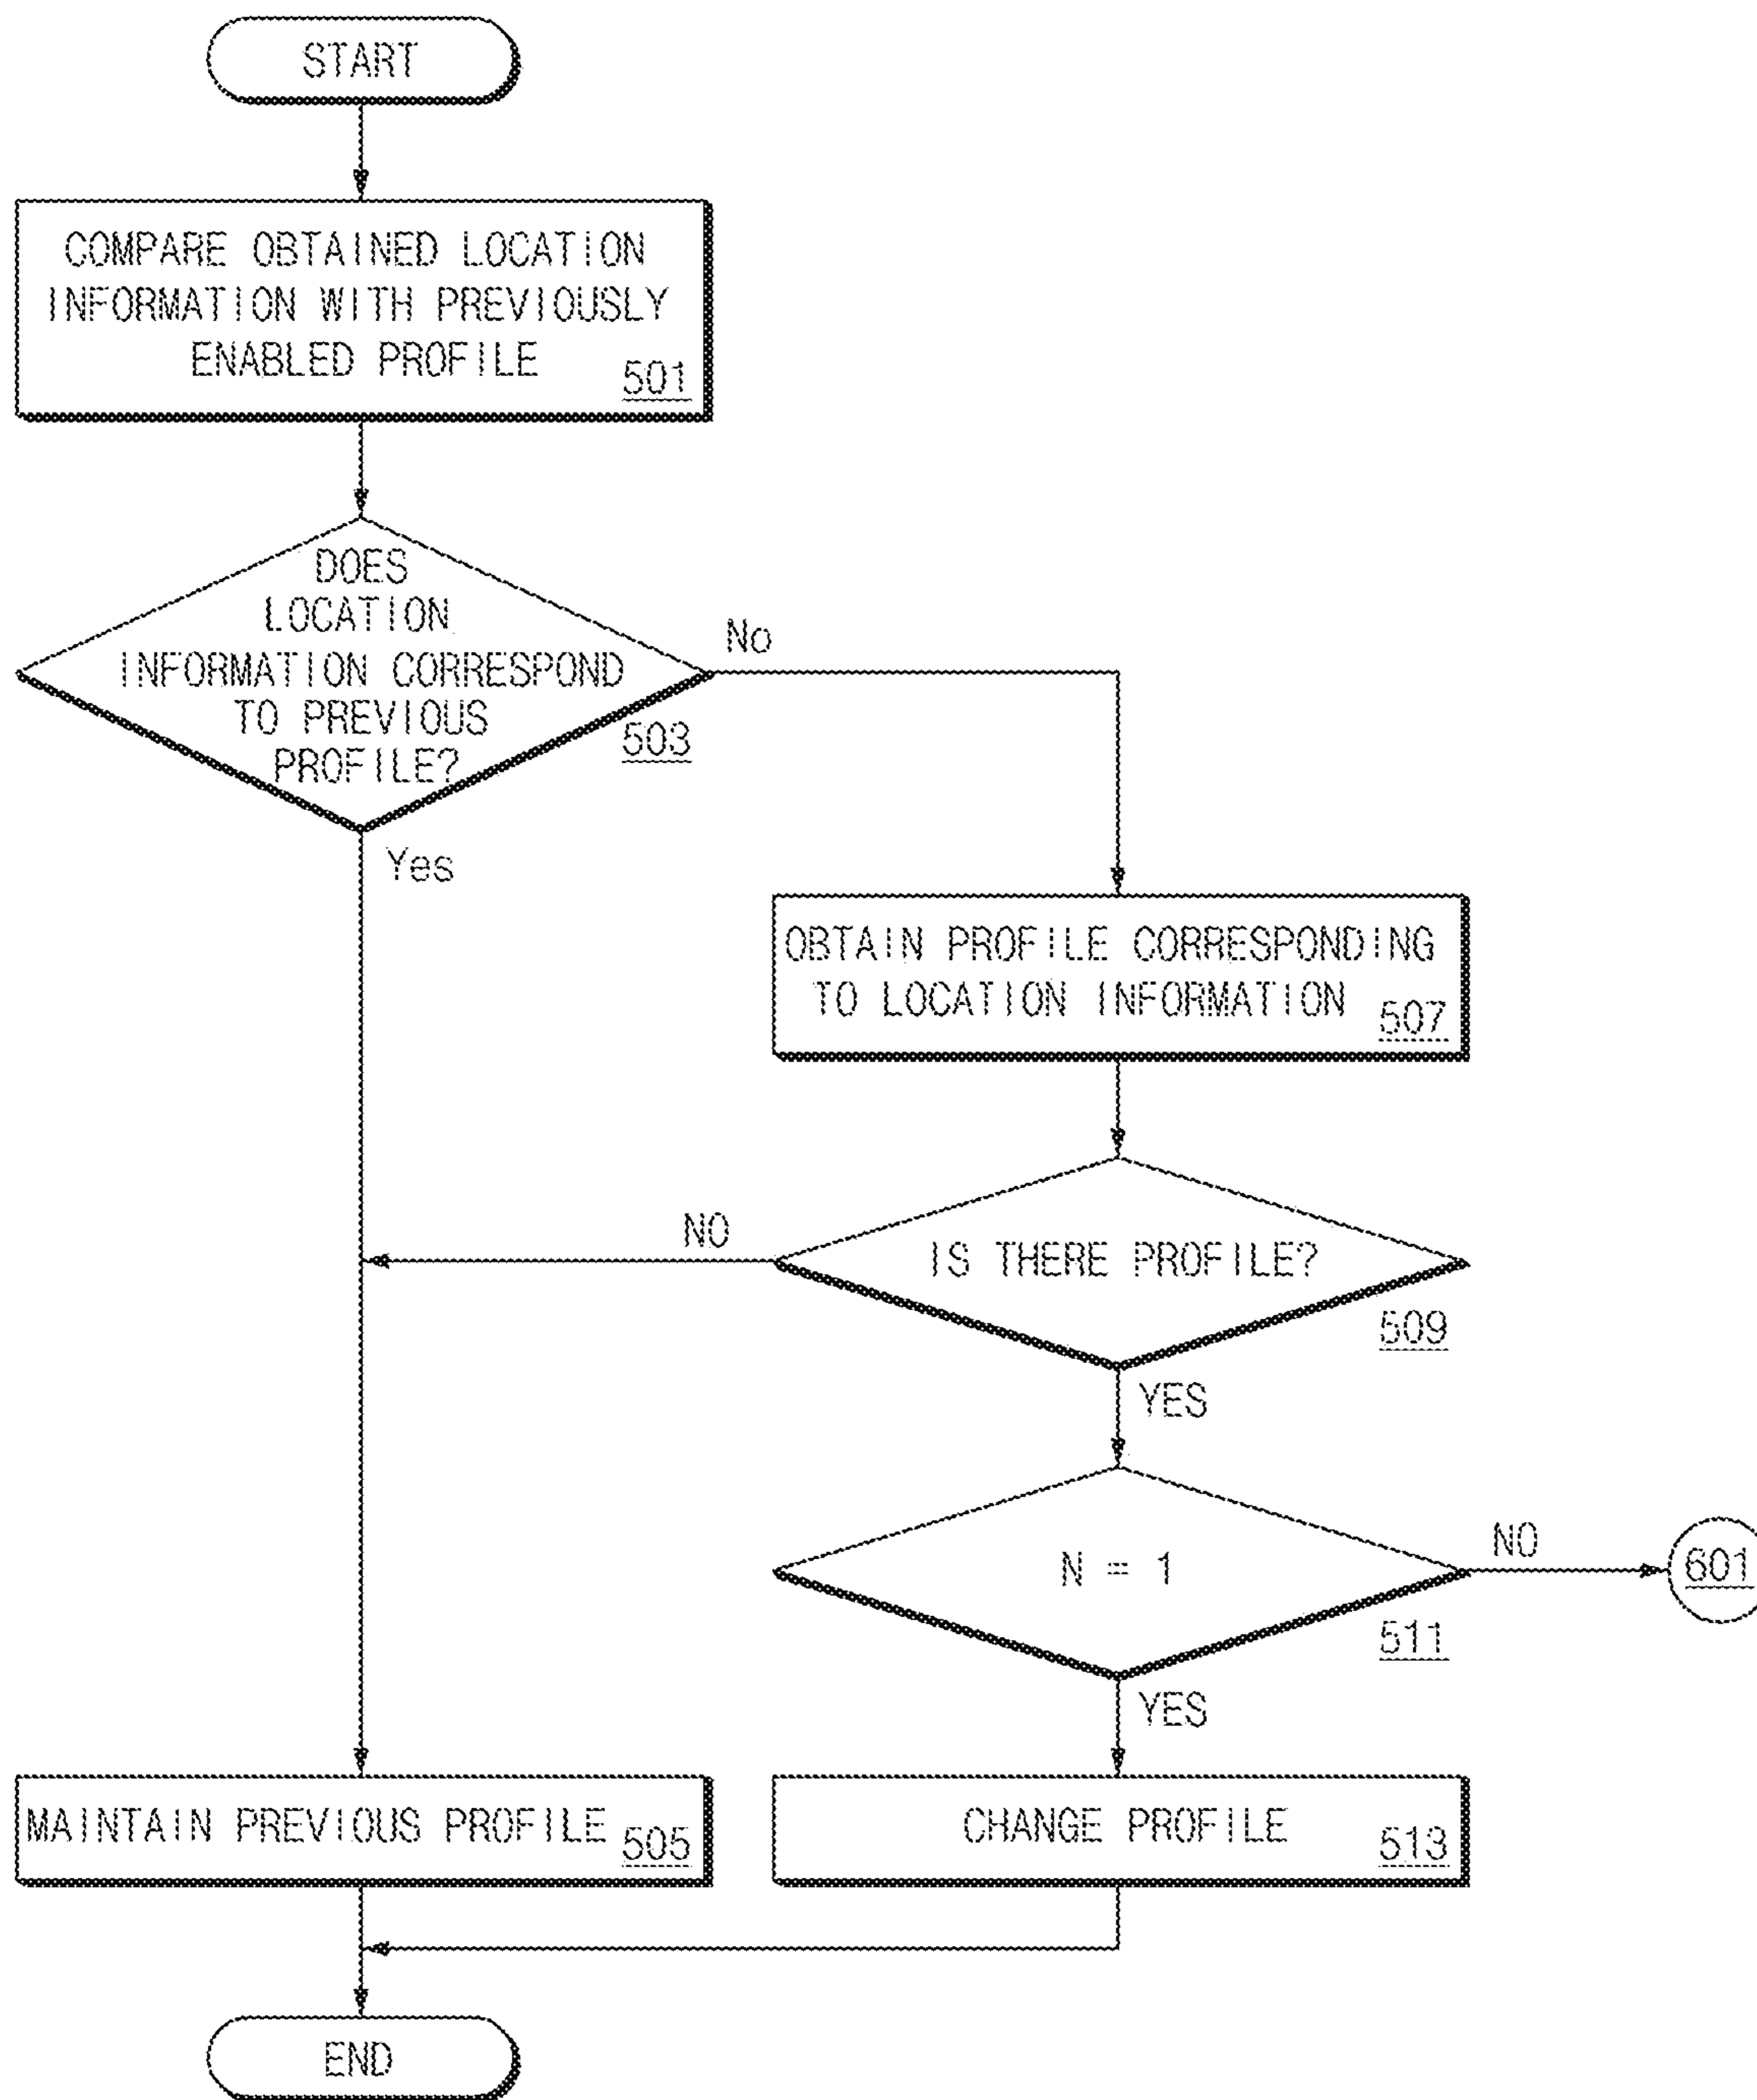 START
COMPARE OBTAINED LOCATION
INFORMATION WITH PREVIOUSLY
ENABLED PROFILE
501
DOES
LOCATION
INFORMATION CORRESPOND
TO PREVIOUS
PROFILE?
503
No
Yes
OBTAIN PROFILE CORRESPONDING
TO LOCATION INFORMATION
507
IS THERE PROFILE?
509
NO
YES
N = 1
511
NO
601
YES
MAINTAIN PREVIOUS PROFILE
505
CHANGE PROFILE
513
END